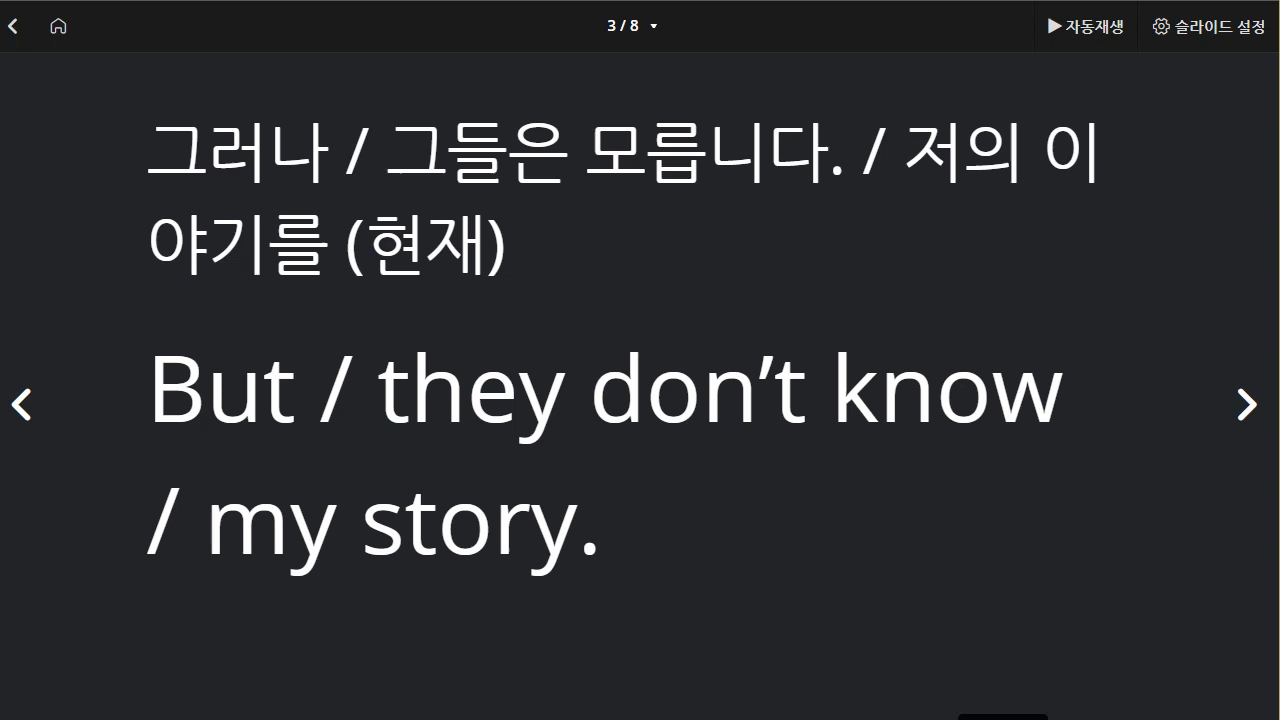 3 / 8
자동재생
슬라이드 설정
그러나 / 그들은 모릅니다. / 저의 이
야기를 (현재)
But / they don’t know
/ my story.